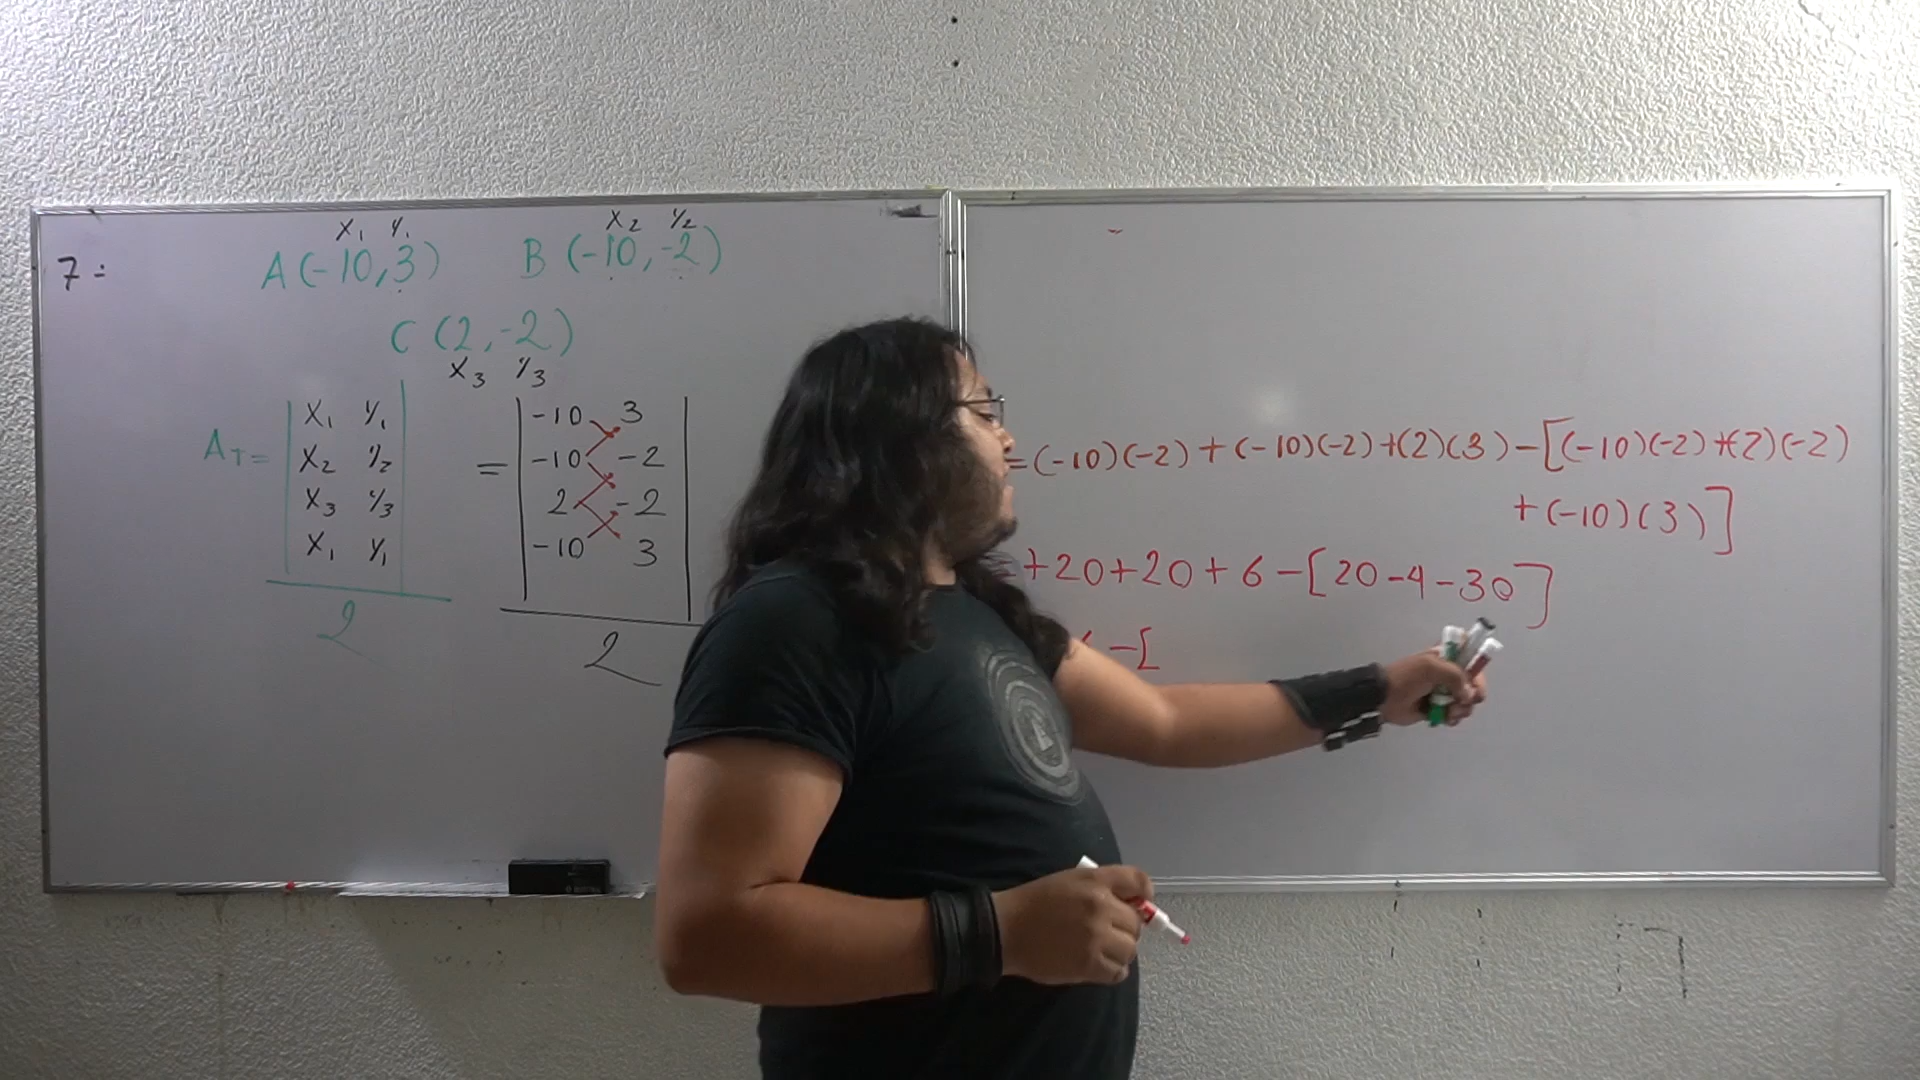 X₁ Y₁ X₂ Y₂
7: A(-10,3) B(-10,-2)
C(2,-2)
X₃ Y₃
A_T = | X₁ Y₁ |
| X₂ Y₂ |
| X₃ Y₃ |
| X₁ Y₁ |
2
= | -10 3 |
| -10 -2 |
| 2 -2 |
| -10 3 |
2
=(-10)(-2)+(-10)(-2)+(2)(3)-[(-10)(-2)+(2)(-2)
+(-10)(3)]
=+20+20+6-[20-4-30]
-[